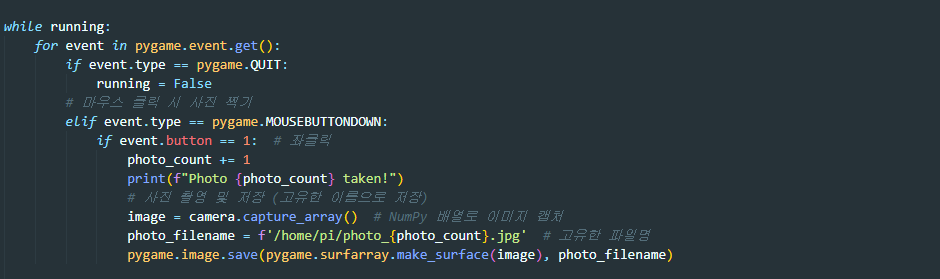 while running:
    for event in pygame.event.get():
        if event.type == pygame.QUIT:
            running = False
        # 마우스 클릭 시 사진 찍기
        elif event.type == pygame.MOUSEBUTTONDOWN:
            if event.button == 1:  # 좌클릭
                photo_count += 1
                print(f"Photo {photo_count} taken!")
                # 사진 촬영 및 저장 (고유한 이름으로 저장)
                image = camera.capture_array()  # NumPy 배열로 이미지 캡처
                photo_filename = f'/home/pi/photo_{photo_count}.jpg'  # 고유한 파일명
                pygame.image.save(pygame.surfarray.make_surface(image), photo_filename)